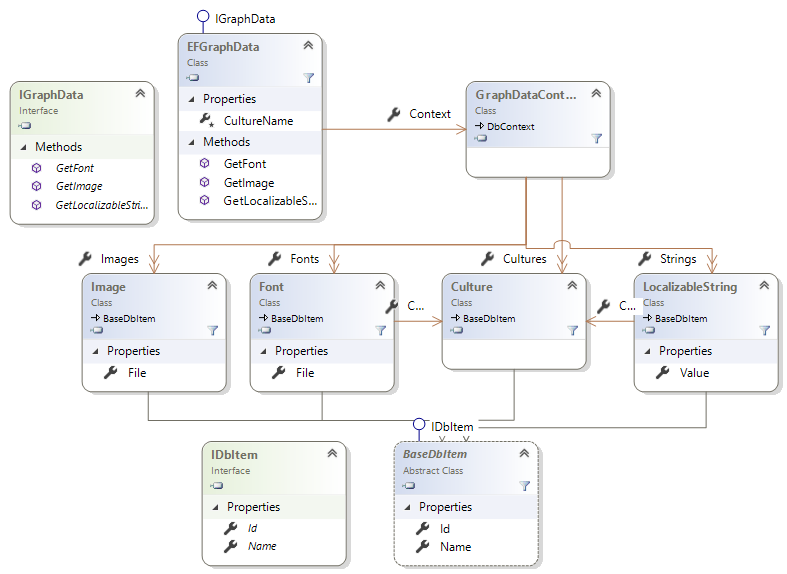 IGraphData
EFGraphData
Class
Properties
CultureName
Methods
GetFont
GetImage
GetLocalizableS...
IGraphData
Interface
Methods
GetFont
GetImage
GetLocalizableStri...
Context
GraphDataCont...
Class
DbContext
Images
Fonts
Cultures
Strings
Image
Class
BaseDbItem
Properties
File
Font
Class
BaseDbItem
Properties
File
C...
Culture
Class
BaseDbItem
C...
LocalizableString
Class
BaseDbItem
Properties
Value
IDbItem
IDbItem
Interface
Properties
Id
Name
BaseDbItem
Abstract Class
Properties
Id
Name